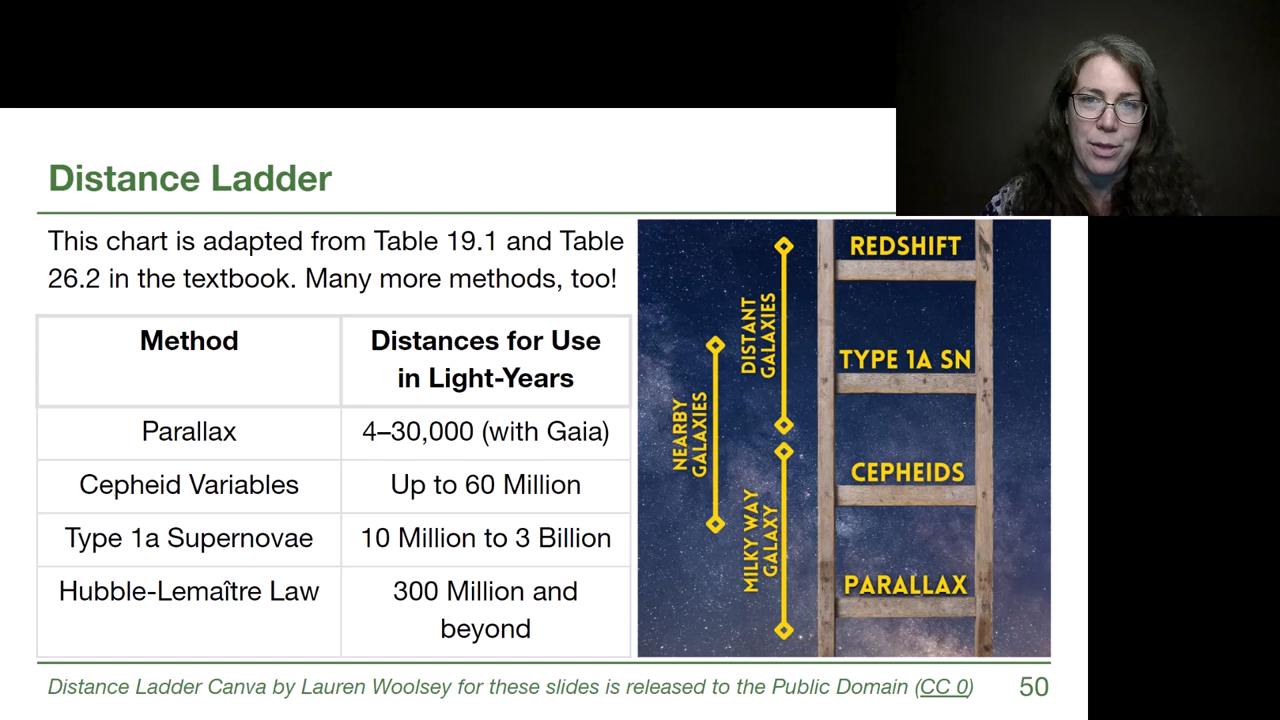 Distance Ladder
This chart is adapted from Table 19.1 and Table
26.2 in the textbook. Many more methods, too!
Method
Distances for Use
in Light-Years
Parallax
4–30,000 (with Gaia)
Cepheid Variables
Up to 60 Million
Type 1a Supernovae
10 Million to 3 Billion
Hubble-Lemaître Law
300 Million and
beyond
REDSHIFT
TYPE 1A SN
CEPHEIDS
PARALLAX
DISTANT
GALAXIES
NEARBY
GALAXIES
MILKY WAY
GALAXY
Distance Ladder Canva by Lauren Woolsey for these slides is released to the Public Domain (CC 0)
50